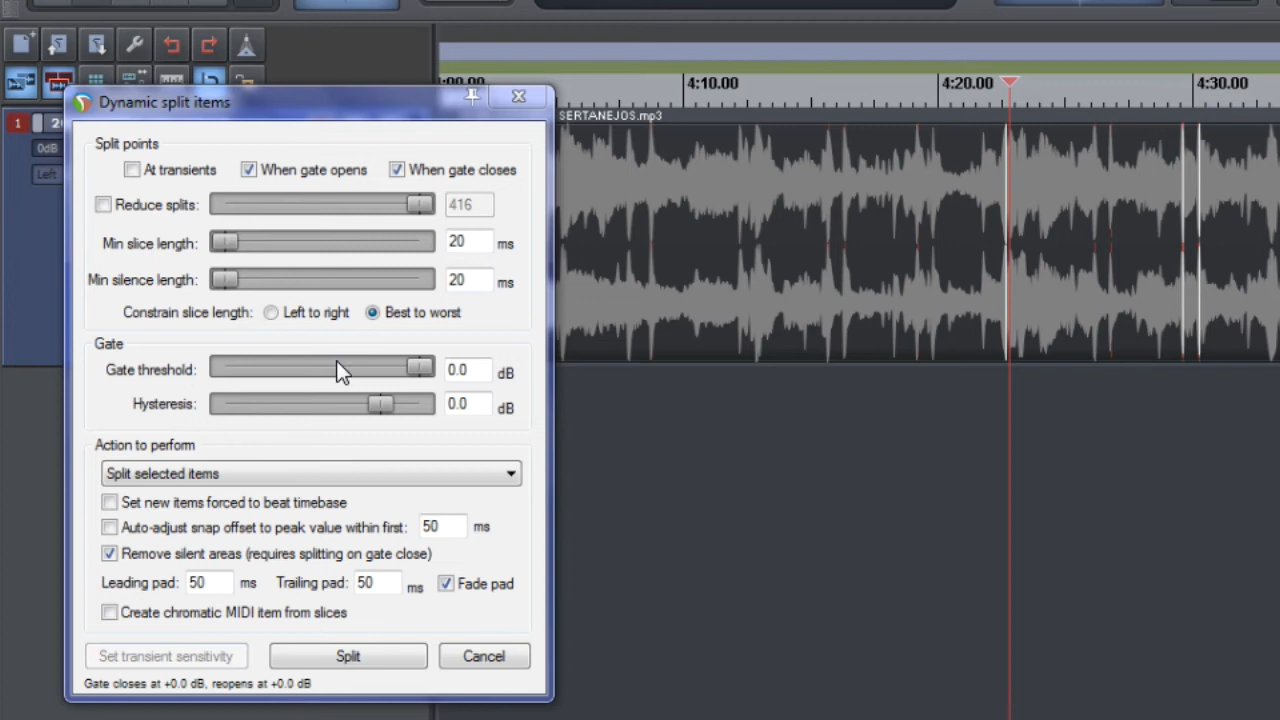 :00.00 4:10.00 4:20.00 4:30.00
Dynamic split items
1 2
SERTANEJOS.mp3
0dB
Left
Split points
At transients When gate opens When gate closes
Reduce splits: 416
Min slice length: 20 ms
Min silence length: 20 ms
Constrain slice length: Left to right Best to worst
Gate
Gate threshold: 0.0 dB
Hysteresis: 0.0 dB
Action to perform
Split selected items
Set new items forced to beat timebase
Auto-adjust snap offset to peak value within first: 50 ms
Remove silent areas (requires splitting on gate close)
Leading pad: 50 ms Trailing pad: 50 ms Fade pad
Create chromatic MIDI item from slices
Set transient sensitivity Split Cancel
Gate closes at +0.0 dB, reopens at +0.0 dB